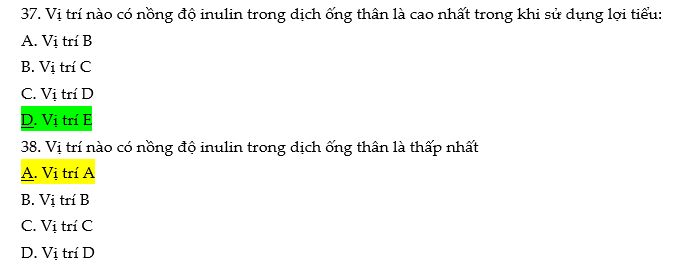 37. Vị trí nào có nồng độ inulin trong dịch ống thân là cao nhất trong khi sử dụng lợi tiểu:
A. Vị trí B
B. Vị trí C
C. Vị trí D
D. Vị trí E
38. Vị trí nào có nồng độ inulin trong dịch ống thân là thấp nhất
A. Vị trí A
B. Vị trí B
C. Vị trí C
D. Vị trí D